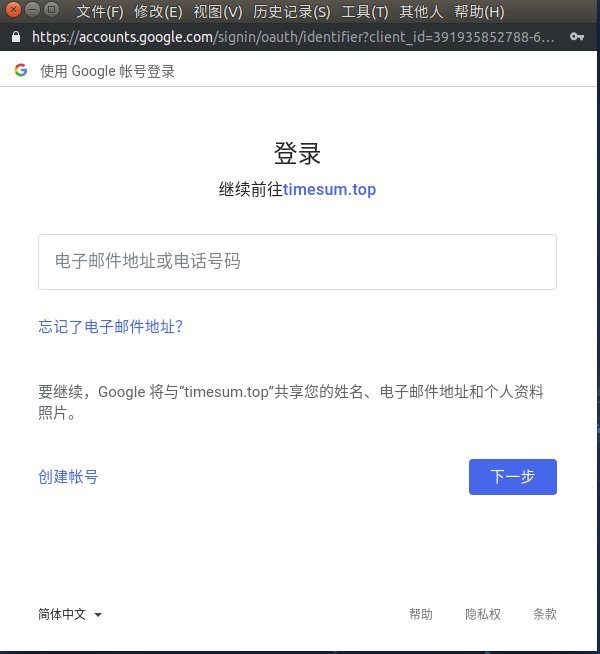 文件(F) 修改(E) 视图(V) 历史记录(S) 工具(T) 其他人 帮助(H)
https://accounts.google.com/signin/oauth/identifier?client_id=391935852788-6...
使用 Google 帐号登录
登录
继续前往timesum.top
电子邮件地址或电话号码
忘记了电子邮件地址?
要继续，Google 将与“timesum.top”共享您的姓名、电子邮件地址和个人资料
照片。
创建帐号 下一步
简体中文 帮助 隐私权 条款